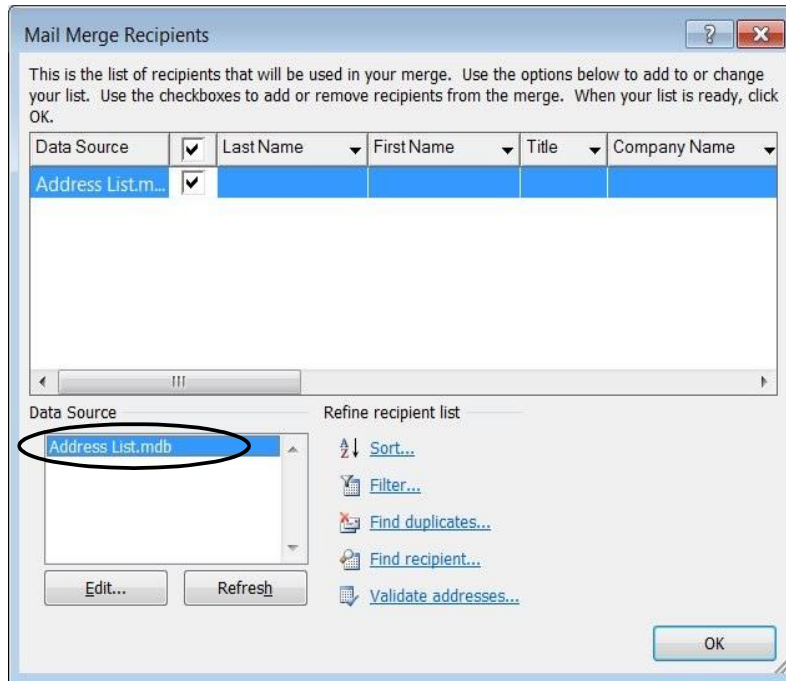 Mail Merge Recipients
This is the list of recipients that will be used in your merge. Use the options below to add to or change
your list. Use the checkboxes to add or remove recipients from the merge. When your list is ready, click
OK.
Data Source Last Name First Name Title Company Name
Address List.m...
Data Source Refine recipient list
Address List.mdb
Sort...
Filter...
Find duplicates...
Find recipient...
Edit... Refresh
Validate addresses...
OK